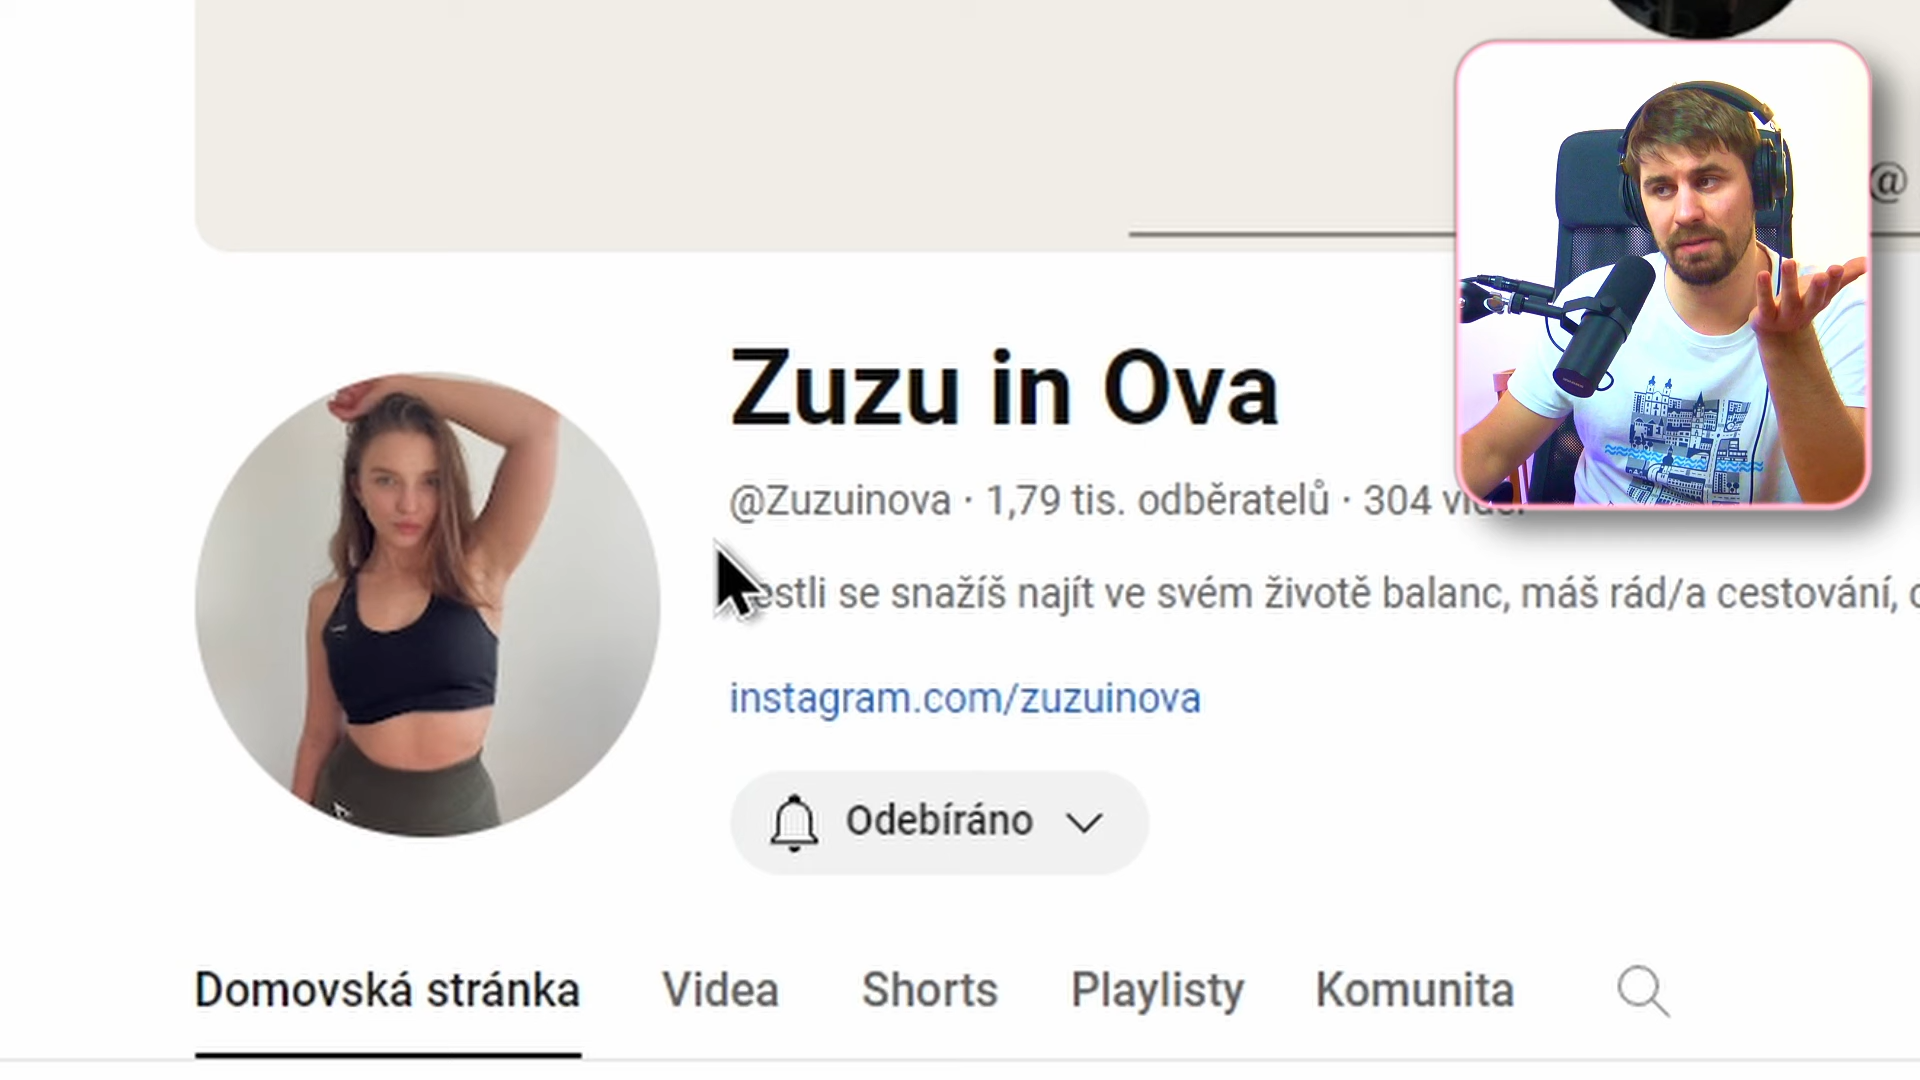 @
Zuzu in Ova
@Zuzuinova · 1,79 tis. odběratelů · 304
se snažíš najít ve svém životě balanc, máš rád/a cestování,
instagram.com/zuzuinova
Odebíráno
Domovská stránka Videa Shorts Playlisty Komunita